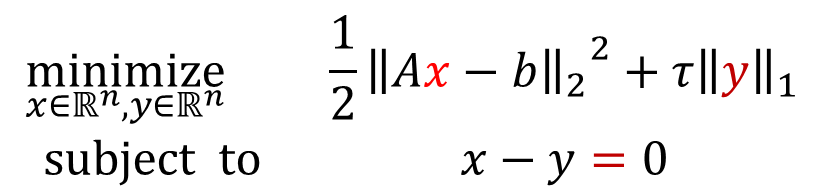 minimize 1/2 ‖Ax − b‖₂² + τ‖y‖₁
x∈ℝⁿ,y∈ℝⁿ
subject to x − y = 0